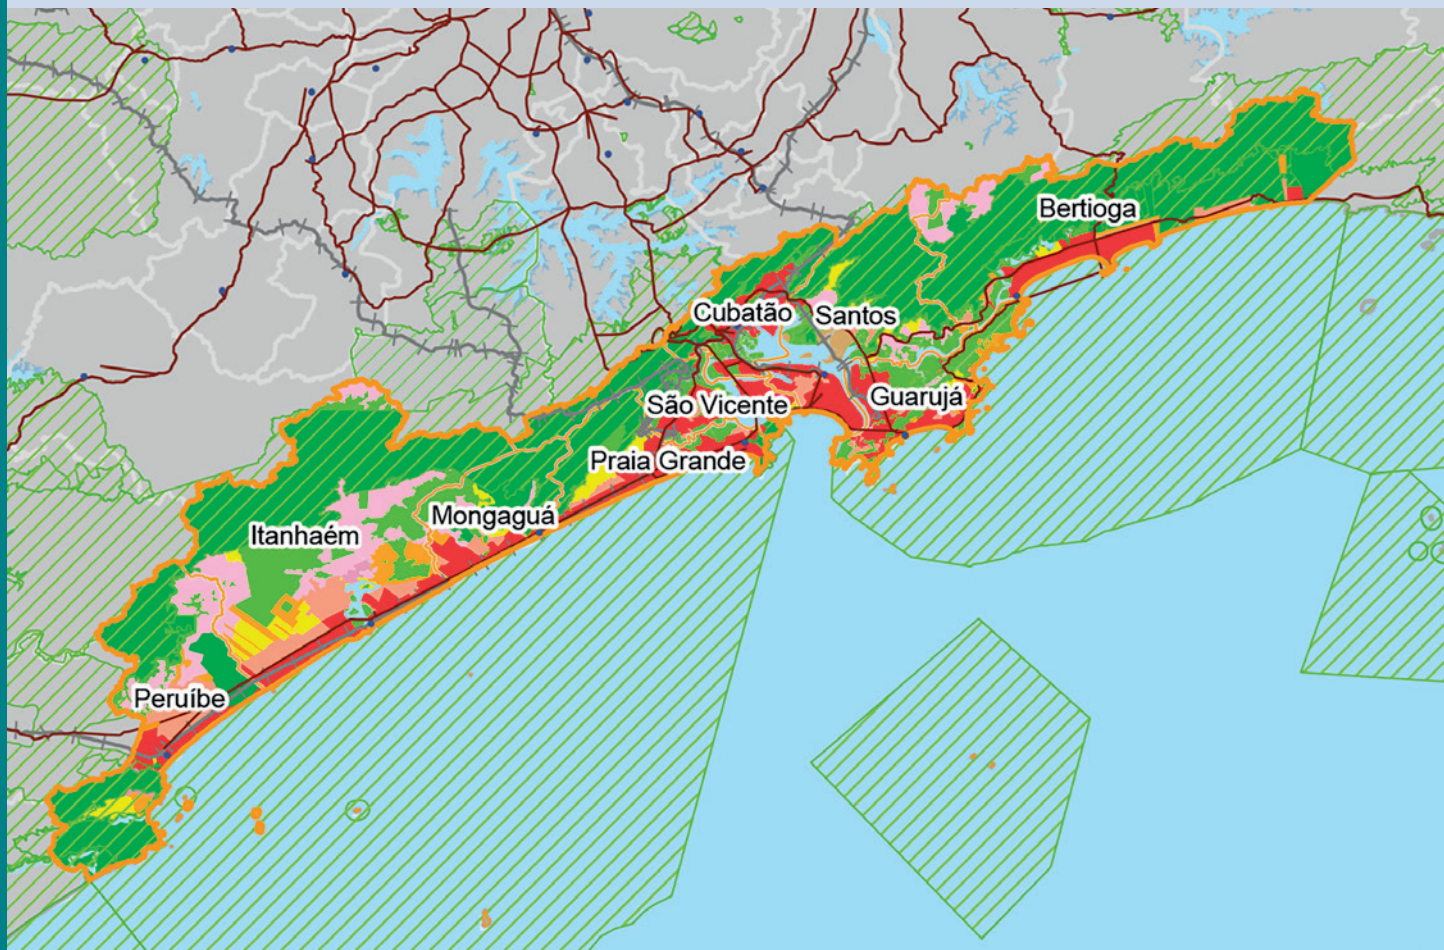 Bertioga
Cubatão
Santos
São Vicente
Guarujá
Praia Grande
Mongaguá
Itanhaém
Peruíbe